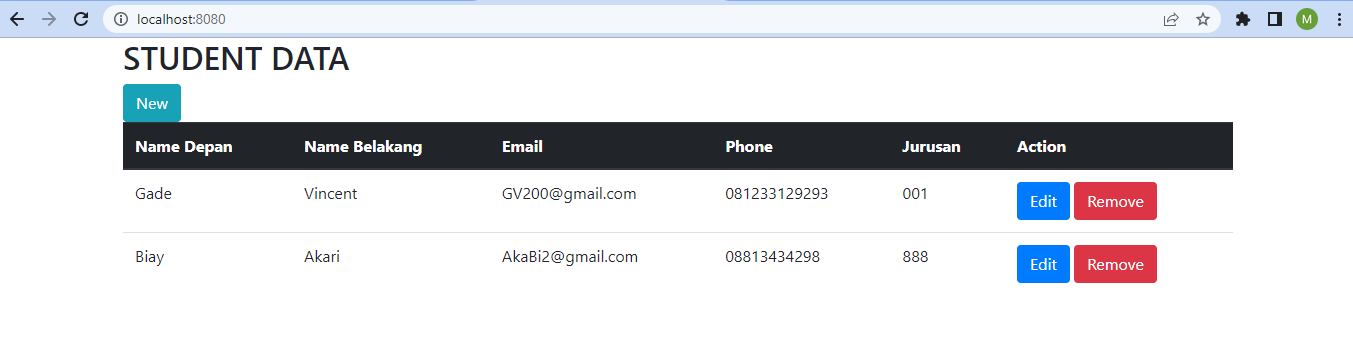 localhost:8080
M
STUDENT DATA
New
Name Depan Name Belakang Email Phone Jurusan Action
Gade Vincent GV200@gmail.com 081233129293 001 Edit Remove
Biay Akari AkaBi2@gmail.com 08813434298 888 Edit Remove